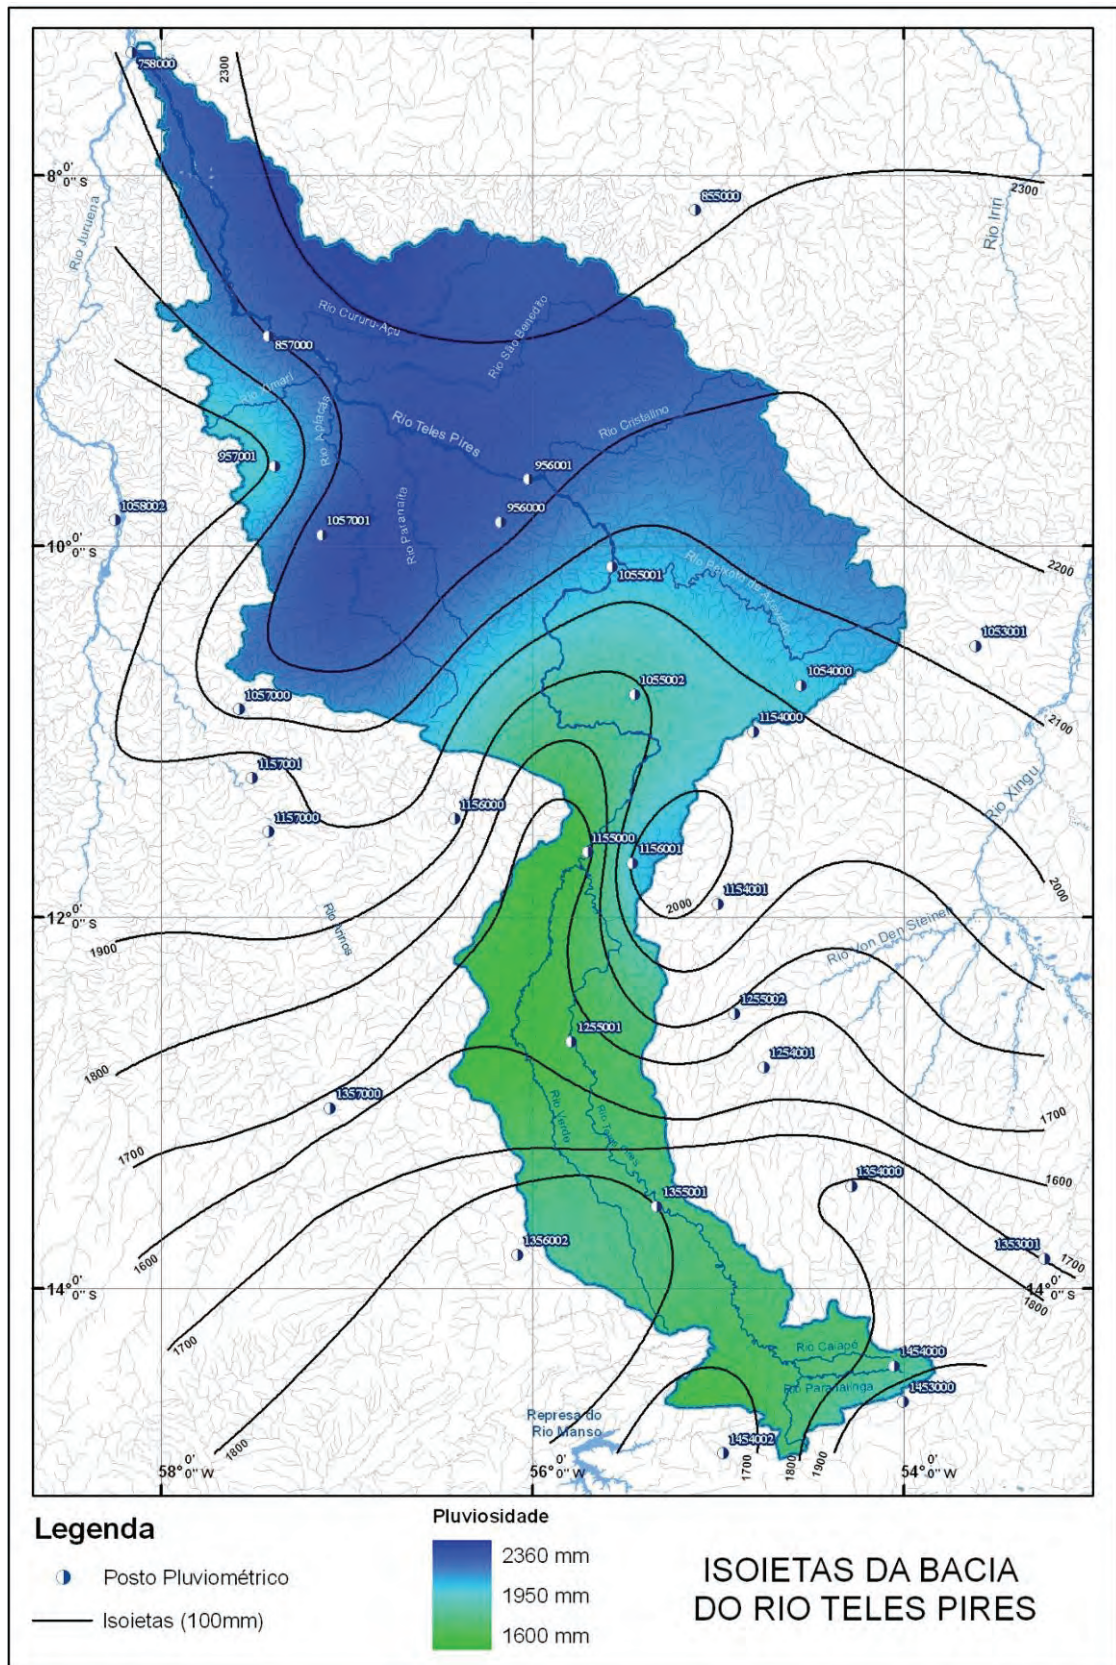 758000
2300
8° 0' 0" S
855000
2300
Rio Juruena
Rio Iriri
Rio Cururu-Açu
Rio São Benedito
857000
Rio Ximari
Rio Apiacás
Rio Teles Pires
Rio Cristalino
957001
956001
1058002
956000
1057001
Rio Paranaíta
10° 0' 0" S
1055001
Rio Peixoto de Azevedo
2200
1053001
1054000
1055002
1057000
2100
1154000
1157001
Rio Xingu
1156000
1157000
1155000
1156001
2000
1154001
2000
12° 0' 0" S
Rio Arinos
1900
Rio Von Den Steinen
1255002
1255001
1254001
1800
1357000
Rio Verde
Rio Teles Pires
1700
1700
1354000
1600
1355001
1356002
1353001
1600
1700
14° 0' 0" S
14° 0' 0" S
1800
1700
Rio Caiapó
1454000
Rio Paranatinga
1453000
Represa do
Rio Manso
1800
1454002
1700
1800
1900
58° 0' 0" W
56° 0' 0" W
54° 0' 0" W
Legenda
Posto Pluviométrico
Isoietas (100mm)
Pluviosidade
2360 mm
1950 mm
1600 mm
ISOIETAS DA BACIA
DO RIO TELES PIRES